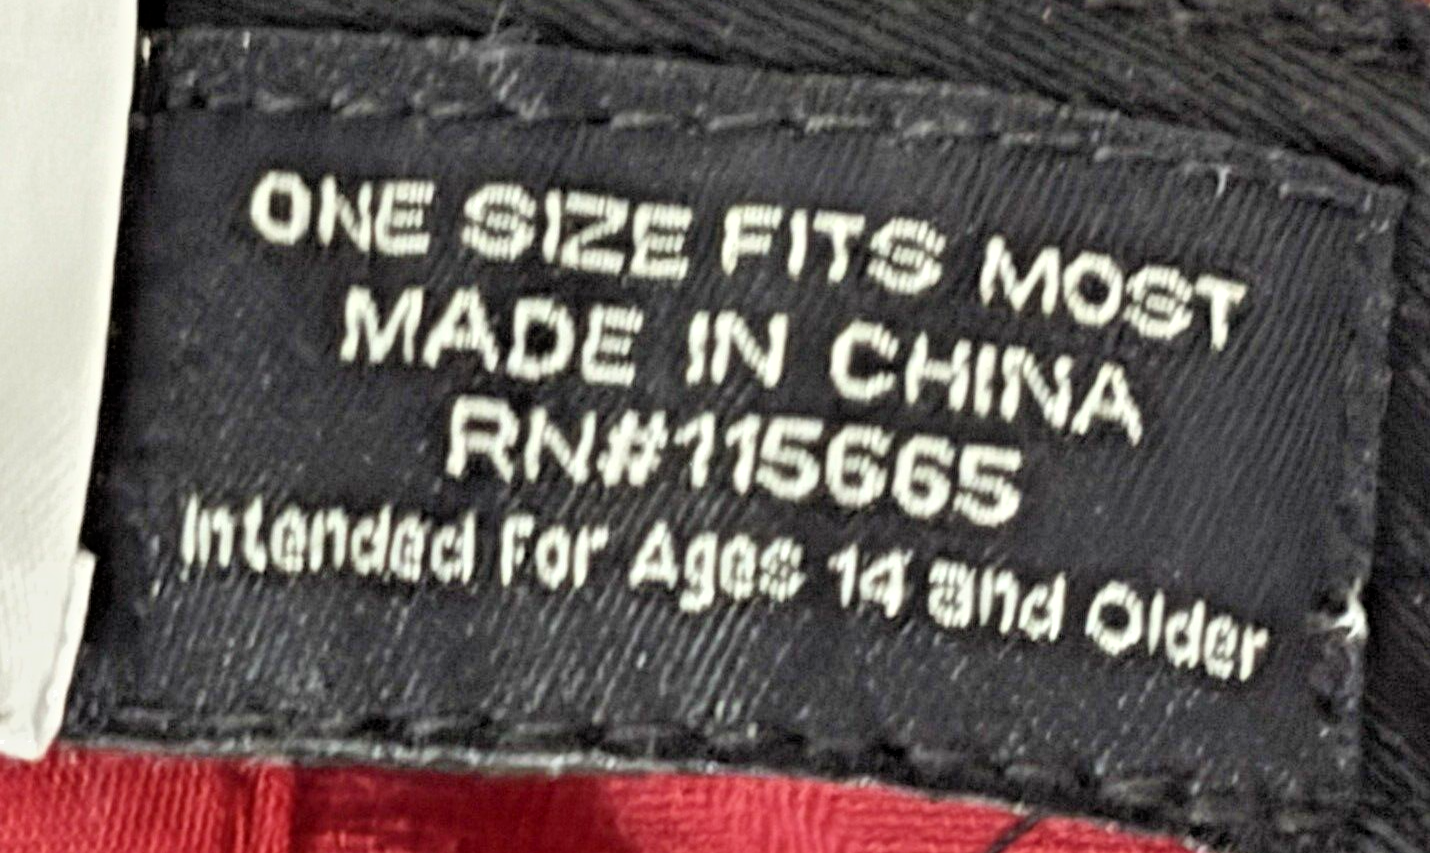 ONE SIZE FITS MOST
MADE IN CHINA
RN#115665
Intended For Ages 14 and Older